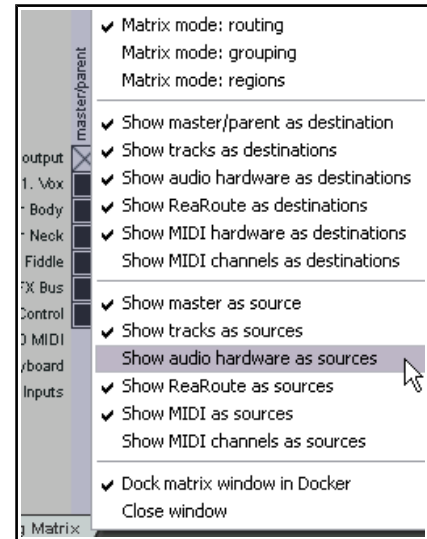 master/parent
output
1. Vox
Body
Neck
Fiddle
FX Bus
Control
MIDI
Inputs
Matrix
Matrix mode: routing
Matrix mode: grouping
Matrix mode: regions
Show master/parent as destination
Show tracks as destinations
Show audio hardware as destinations
Show ReaRoute as destinations
Show MIDI hardware as destinations
Show MIDI channels as destinations
Show master as source
Show tracks as sources
Show audio hardware as sources
Show ReaRoute as sources
Show MIDI as sources
Show MIDI channels as sources
Dock matrix window in Docker
Close window